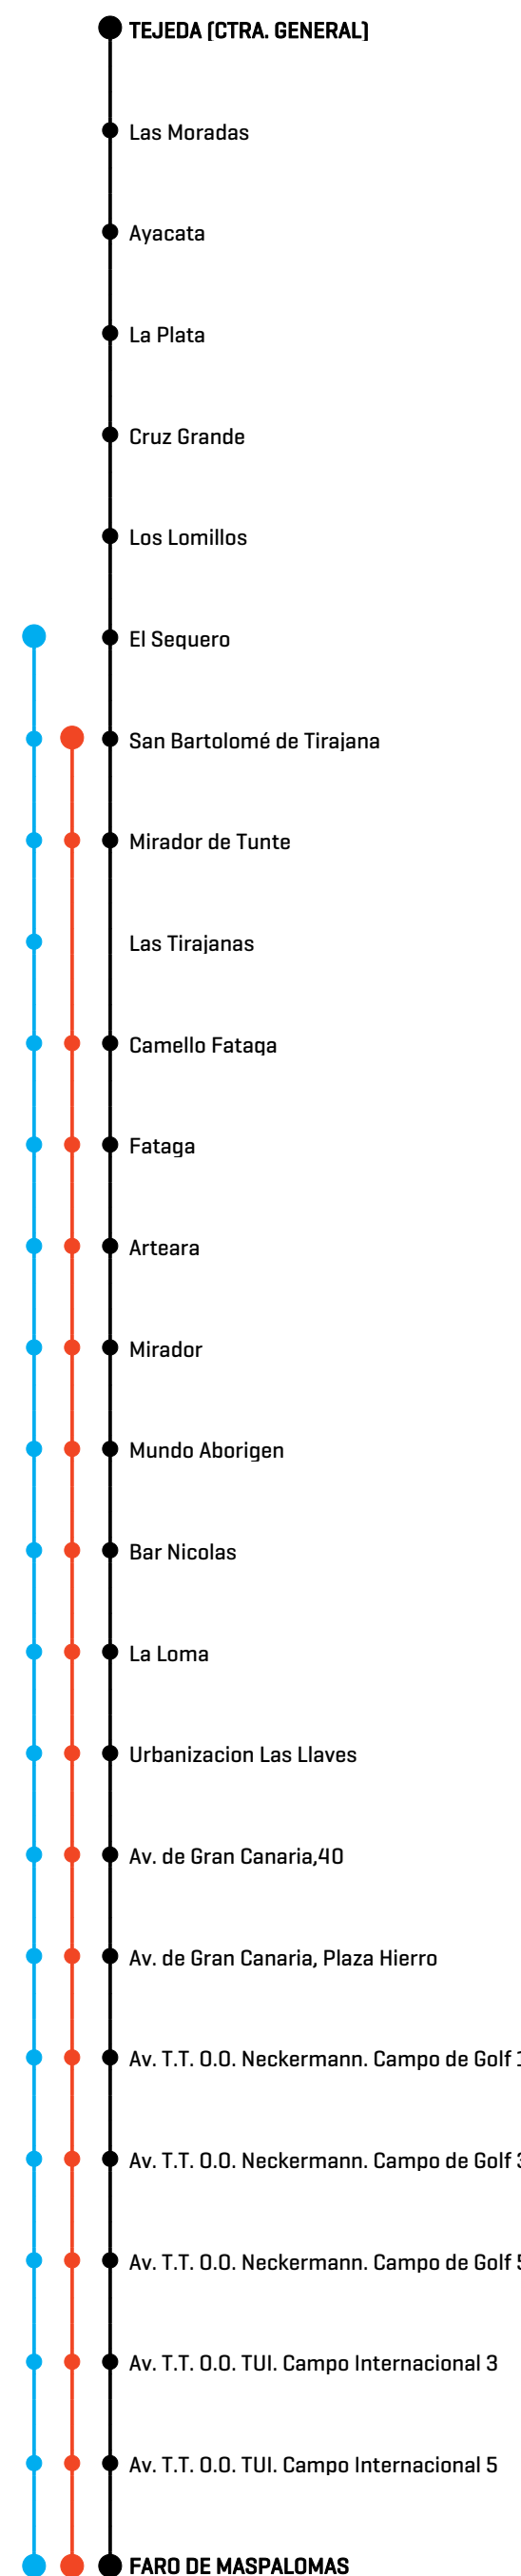 TEJEDA (CTRA. GENERAL)
Las Moradas
Ayacata
La Plata
Cruz Grande
Los Lomillos
El Sequero
San Bartolomé de Tirajana
Mirador de Tunte
Las Tirajanas
Camello Fataga
Fataga
Arteara
Mirador
Mundo Aborigen
Bar Nicolas
La Loma
Urbanizacion Las Llaves
Av. de Gran Canaria,40
Av. de Gran Canaria, Plaza Hierro
Av. T.T. O.O. Neckermann. Campo de Golf 1
Av. T.T. O.O. Neckermann. Campo de Golf 3
Av. T.T. O.O. Neckermann. Campo de Golf 5
Av. T.T. O.O. TUI. Campo Internacional 3
Av. T.T. O.O. TUI. Campo Internacional 5
FARO DE MASPALOMAS